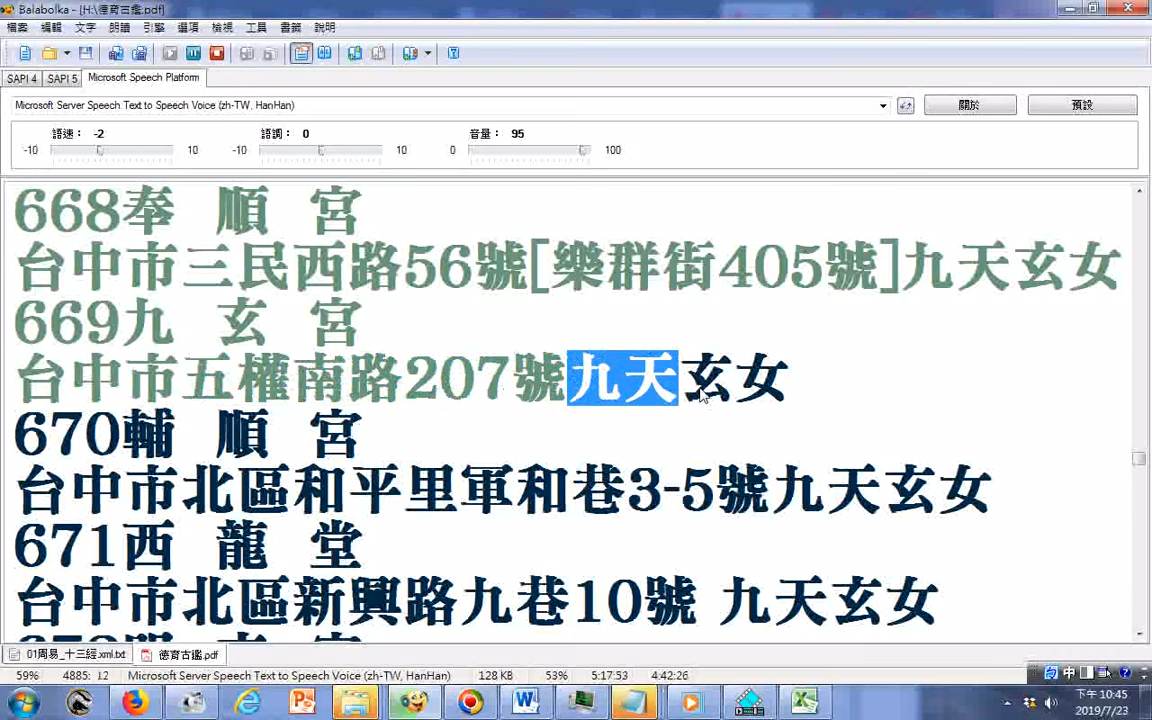 Balabolka - [H:\德育古鑑.pdf]
檔案 編輯 文字 朗讀 引擎 選項 檢視 工具 書籤 說明
SAPI 4 SAPI 5 Microsoft Speech Platform
Microsoft Server Speech Text to Speech Voice (zh-TW, HanHan) 關於 預設
語速： -2 語調： 0 音量： 95
-10 10 -10 10 0 100
668奉 順 宮
台中市三民西路56號[樂群街405號]九天玄女
669九 玄 宮
台中市五權南路207號九天玄女
670輔 順 宮
台中市北區和平里軍和巷3-5號九天玄女
671西 龍 堂
台中市北區新興路九巷10號 九天玄女
01周易_十三經.xml.txt 德育古鑑.pdf
59% 4885: 12 Microsoft Server Speech Text to Speech Voice (zh-TW, HanHan) 128 KB 53% 5:17:53 4:42:26
中
下午 10:45
2019/7/23